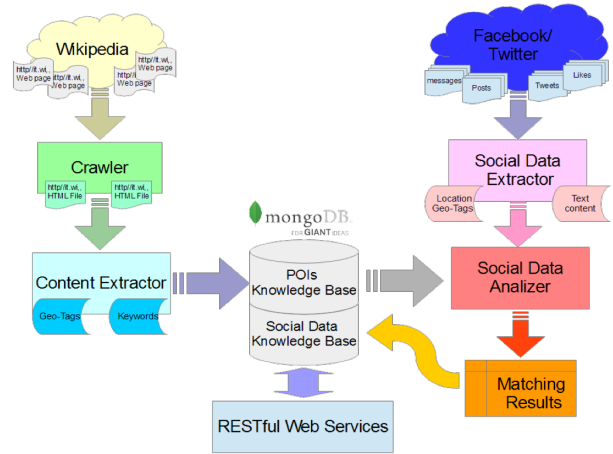 Wikipedia
http//it.wi,,
Web page
http//it.wi,,
Web page
http//it.wi,,
Web page
http//it.wi,,
Web page
Crawler
http//it.wi,,
HTML File
http//it.wi,,
HTML File
Content Extractor
Geo-Tags
Keywords
mongoDB.
FOR GIANT IDEAS
POIs
Knowledge Base
Social Data
Knowledge Base
RESTful Web Services
Facebook/
Twitter
messages
Posts
Tweets
Likes
Social Data
Extractor
Location
Geo-Tags
Text
content
Social Data
Analizer
Matching
Results